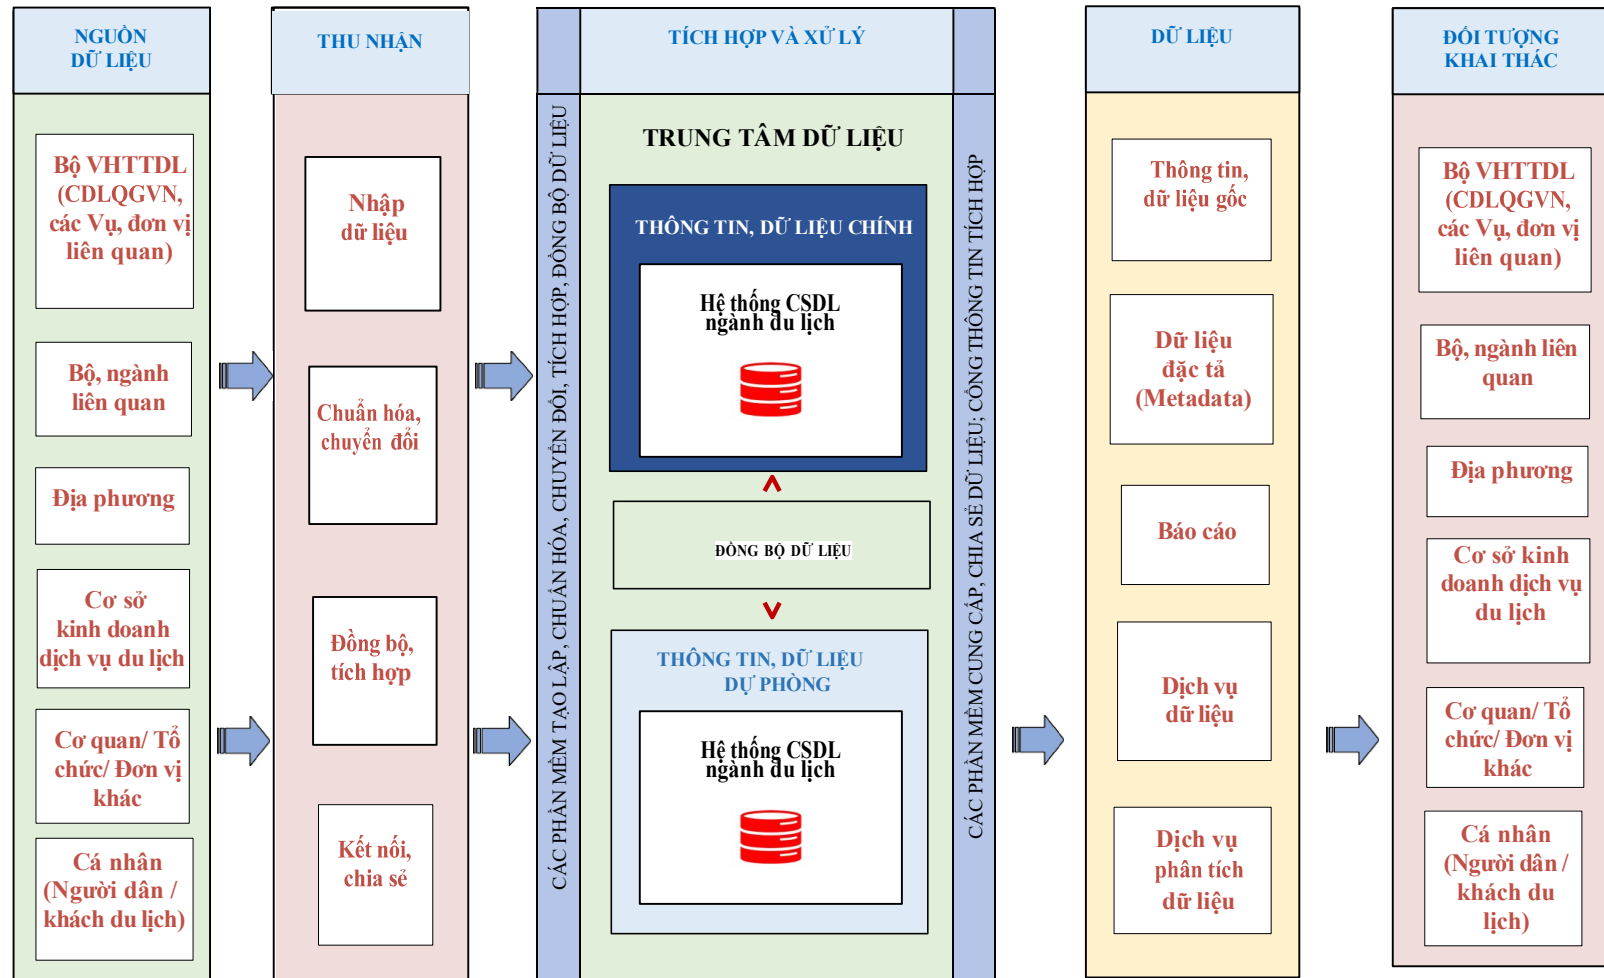 NGUỒN
DỮ LIỆU
Bộ VHTTDL
(CDLQGVN,
các Vụ, đơn vị
liên quan)
Bộ, ngành
liên quan
Địa phương
Cơ sở
kinh doanh
dịch vụ du lịch
Cơ quan/ Tổ
chức/ Đơn vị
khác
Cá nhân
(Người dân /
khách du lịch)
THU NHẬN
Nhập
dữ liệu
Chuẩn hóa,
chuyển đổi
Đồng bộ,
tích hợp
Kết nối,
chia sẻ
TÍCH HỢP VÀ XỬ LÝ
CÁC PHẦN MỀM TẠO LẬP, CHUẨN HÓA, CHUYỂN ĐỔI, TÍCH HỢP, ĐỒNG BỘ DỮ LIỆU
TRUNG TÂM DỮ LIỆU
THÔNG TIN, DỮ LIỆU CHÍNH
Hệ thống CSDL
ngành du lịch
ĐỒNG BỘ DỮ LIỆU
THÔNG TIN, DỮ LIỆU
DỰ PHÒNG
Hệ thống CSDL
ngành du lịch
CÁC PHẦN MỀM CUNG CẤP, CHIA SẺ DỮ LIỆU; CỔNG THÔNG TIN TÍCH HỢP
DỮ LIỆU
Thông tin,
dữ liệu gốc
Dữ liệu
đặc tả
(Metadata)
Báo cáo
Dịch vụ
dữ liệu
Dịch vụ
phân tích
dữ liệu
ĐỐI TƯỢNG
KHAI THÁC
Bộ VHTTDL
(CDLQGVN,
các Vụ, đơn vị
liên quan)
Bộ, ngành liên
quan
Địa phương
Cơ sở kinh
doanh dịch vụ
du lịch
Cơ quan/ Tổ
chức/ Đơn vị
khác
Cá nhân
(Người dân /
khách du
lịch)